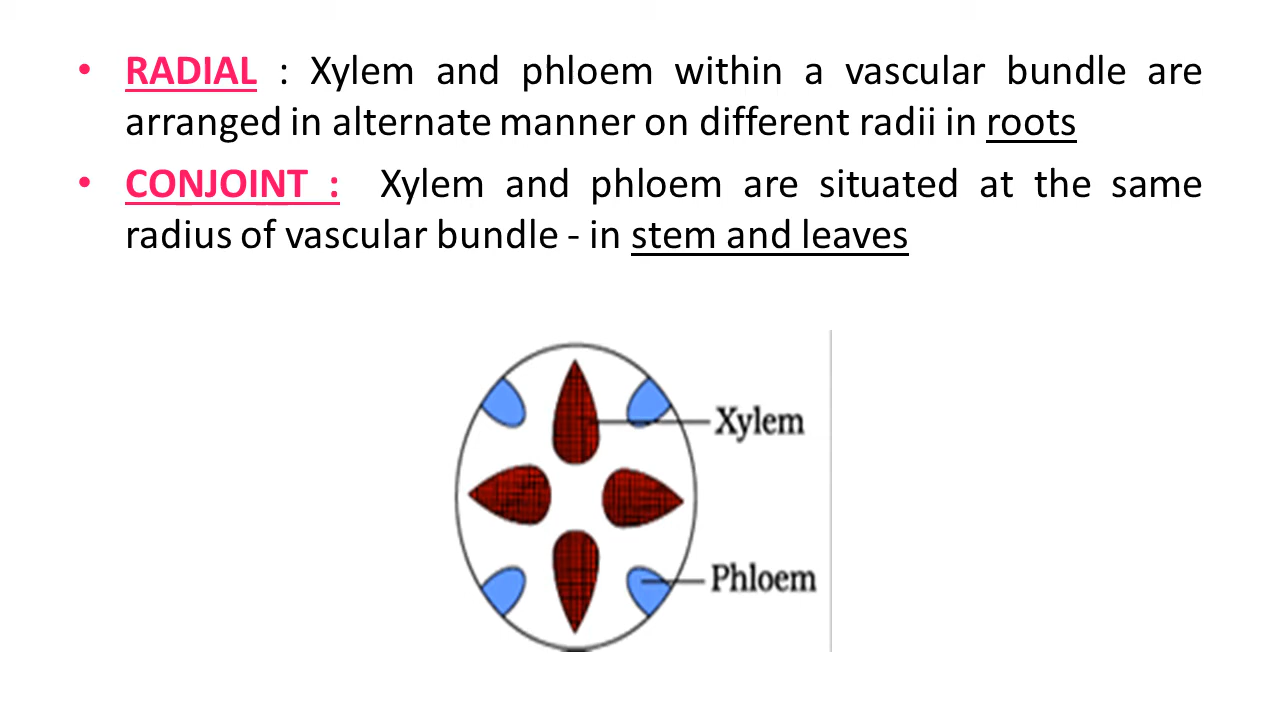 • RADIAL : Xylem and phloem within a vascular bundle are
arranged in alternate manner on different radii in roots
• CONJOINT : Xylem and phloem are situated at the same
radius of vascular bundle - in stem and leaves
Xylem
Phloem